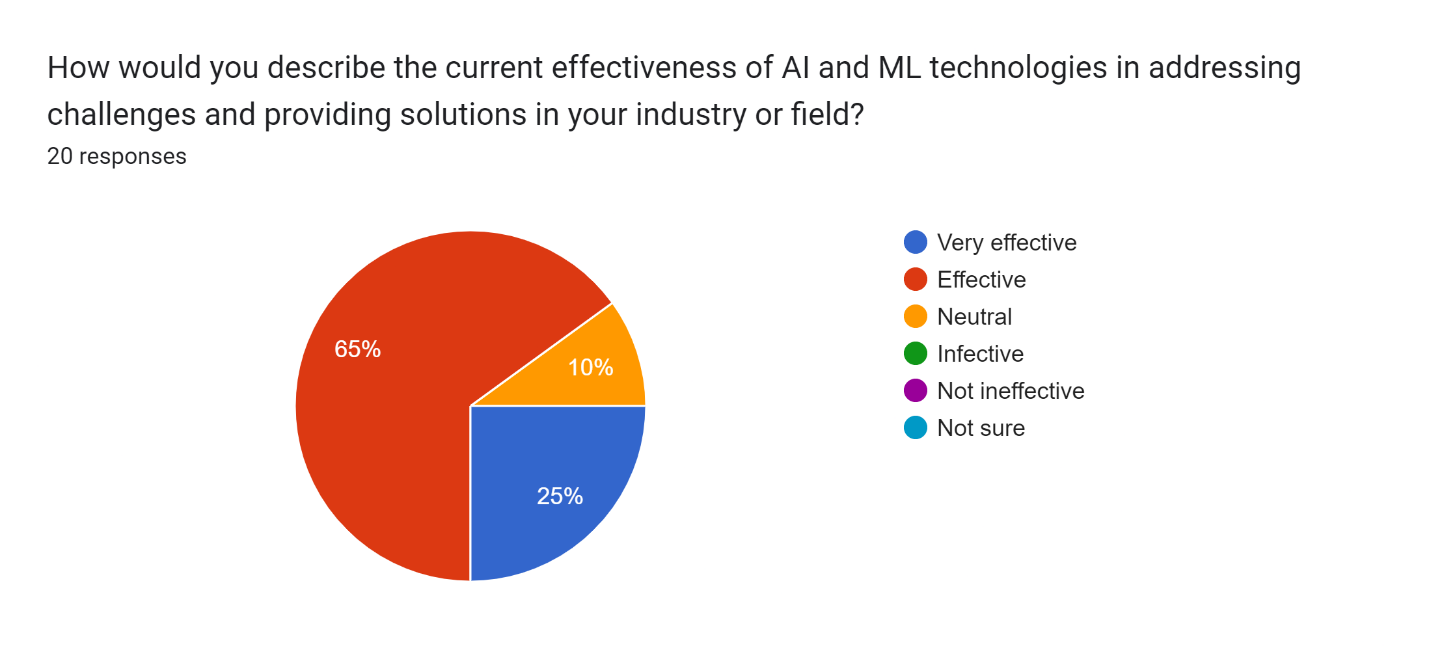 How would you describe the current effectiveness of AI and ML technologies in addressing
challenges and providing solutions in your industry or field?
20 responses
65%
10%
25%
Very effective
Effective
Neutral
Infective
Not ineffective
Not sure